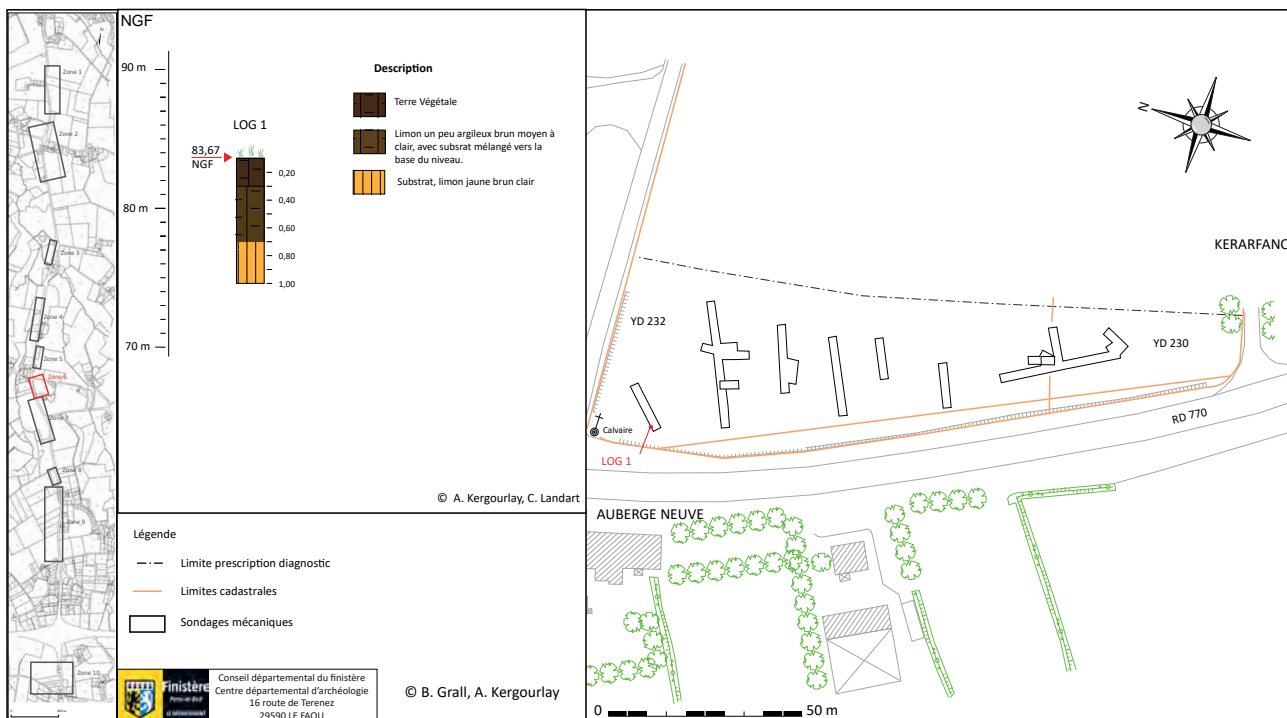 N
Zone 1
Zone 2
Zone 3
Zone 4
Zone 5
Zone 6
Zone 7
Zone 8
Zone 9
Zone 10
NGF
90 m
80 m
70 m
LOG 1
83,67
NGF
0,20
0,40
0,60
0,80
1,00
Description
Terre Végétale
Limon un peu argileux brun moyen à
clair, avec subsrat mélangé vers la
base du niveau.
Substrat, limon jaune brun clair
© A. Kergourlay, C. Landart
Légende
Limite prescription diagnostic
Limites cadastrales
Sondages mécaniques
Finistère
Conseil départemental du finistère
Centre départemental d'archéologie
16 route de Terenez
29590 LE FAOU
© B. Grall, A. Kergourlay
N
KERARFANC
YD 232
YD 230
Calvaire
LOG 1
RD 770
AUBERGE NEUVE
0
50 m